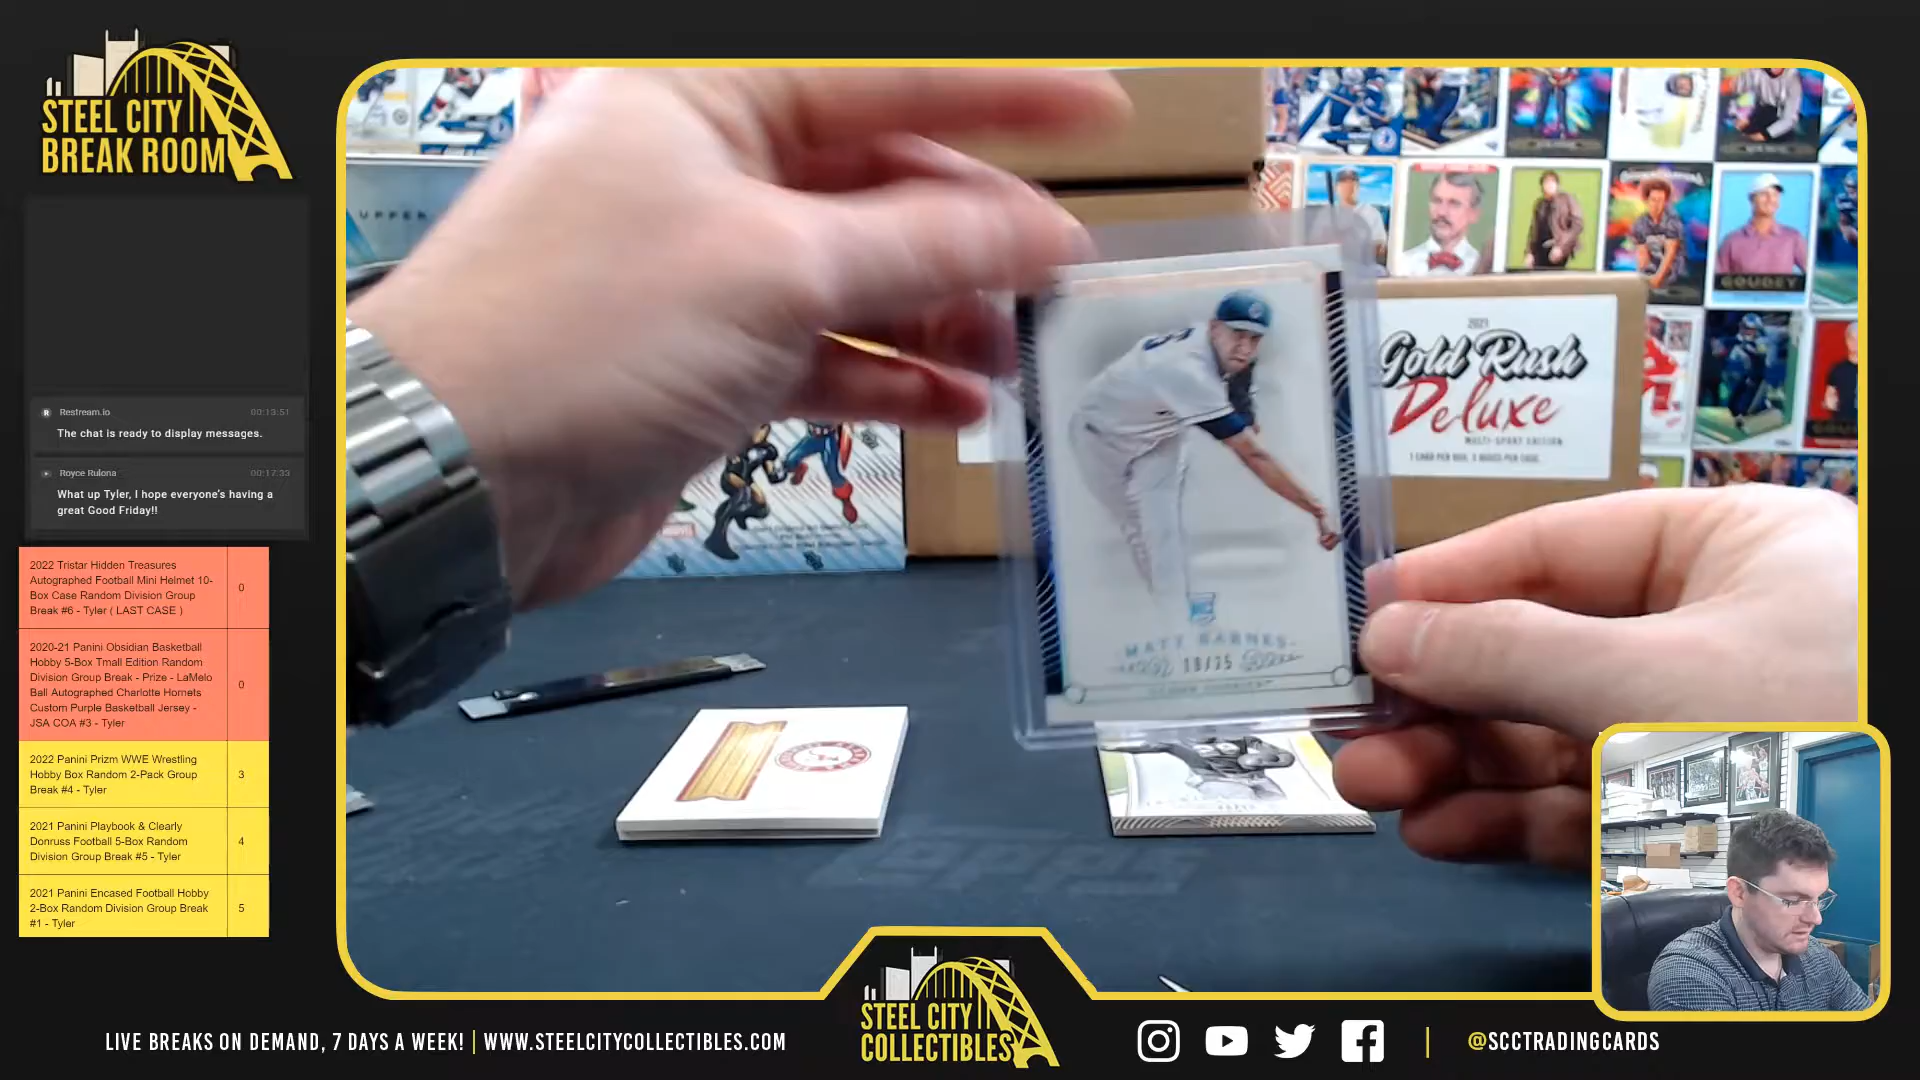 STEEL CITY
BREAK ROOM
Restream.io 00:13:51
The chat is ready to display messages.
Royce Rulona 00:17:33
What up Tyler, I hope everyone's having a
great Good Friday!!
2022 Tristar Hidden Treasures
Autographed Football Mini Helmet 10-
Box Case Random Division Group
Break #6 - Tyler ( LAST CASE )
0
2020-21 Panini Obsidian Basketball
Hobby 5-Box Tmall Edition Random
Division Group Break - Prize - LaMelo
Ball Autographed Charlotte Hornets
Custom Purple Basketball Jersey -
JSA COA #3 - Tyler
0
2022 Panini Prizm WWE Wrestling
Hobby Box Random 2-Pack Group
Break #4 - Tyler
3
2021 Panini Playbook & Clearly
Donruss Football 5-Box Random
Division Group Break #5 - Tyler
4
2021 Panini Encased Football Hobby
2-Box Random Division Group Break
#1 - Tyler
5
UPPER
2021
Gold Rush
Deluxe
MULTI-SPORT EDITION
GOUDEY
RC
MATT BARNES
STEEL CITY
COLLECTIBLES
LIVE BREAKS ON DEMAND, 7 DAYS A WEEK! | WWW.STEELCITYCOLLECTIBLES.COM
@SCCTRADINGCARDS